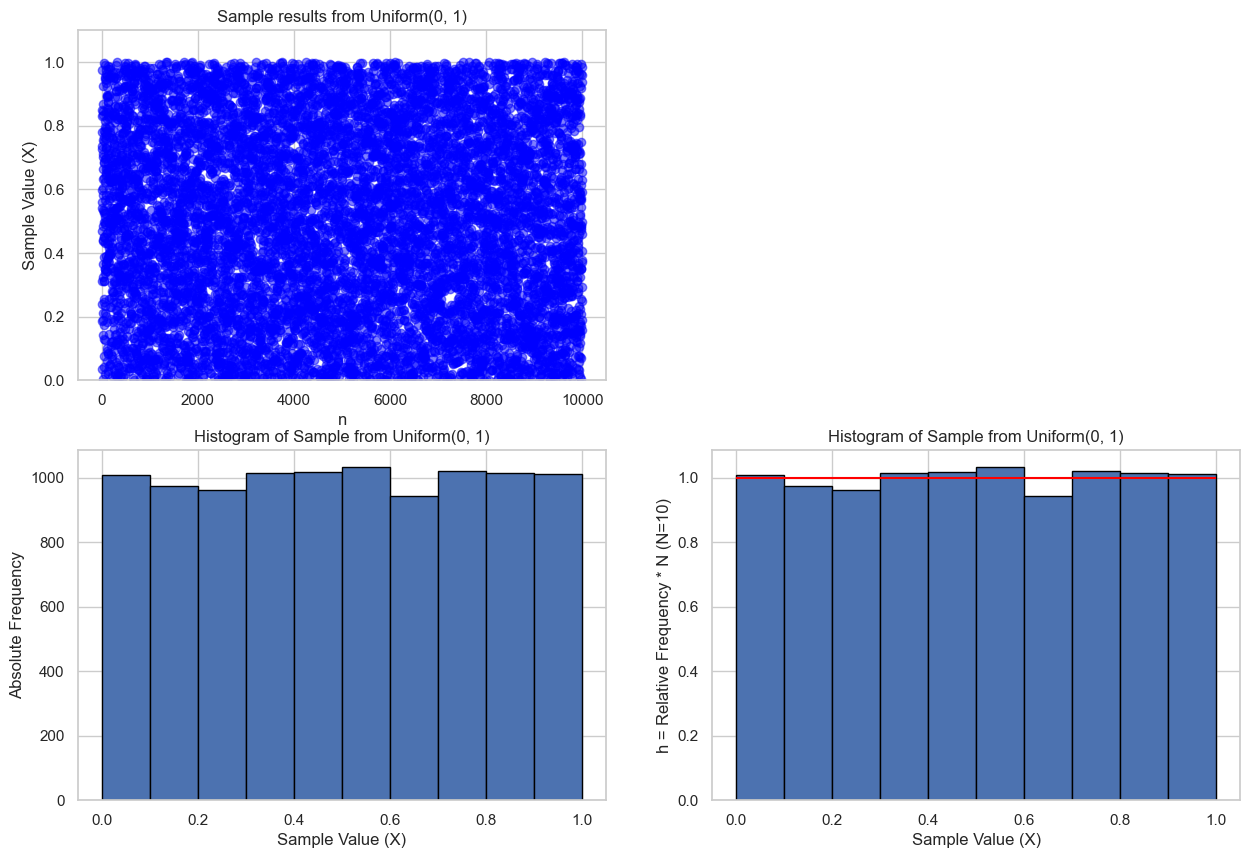 Sample results from Uniform(0, 1)
Sample Value (X)
1.0
0.8
0.6
0.4
0.2
0.0
0 2000 4000 6000 8000 10000
n
Histogram of Sample from Uniform(0, 1)
Absolute Frequency
1000
800
600
400
200
0
0.0 0.2 0.4 0.6 0.8 1.0
Sample Value (X)
Histogram of Sample from Uniform(0, 1)
h = Relative Frequency * N (N=10)
1.0
0.8
0.6
0.4
0.2
0.0
0.0 0.2 0.4 0.6 0.8 1.0
Sample Value (X)